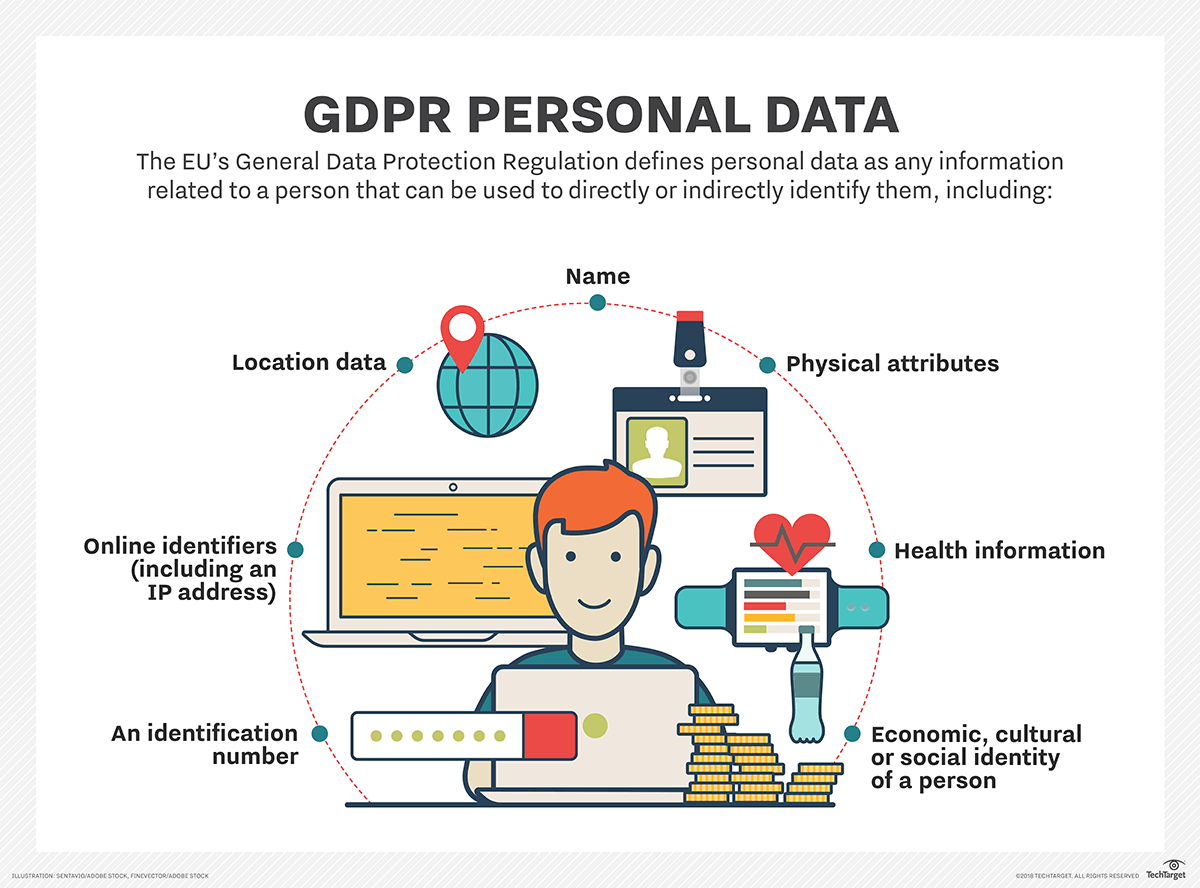 GDPR PERSONAL DATA
The EU's General Data Protection Regulation defines personal data as any information
related to a person that can be used to directly or indirectly identify them, including:
Name
Location data
Physical attributes
Online identifiers
(including an
IP address)
Health information
An identification
number
Economic, cultural
or social identity
of a person
ILLUSTRATION: SENTAVIO/ADOBE STOCK, FINEVECTOR/ADOBE STOCK
©2018 TECHTARGET. ALL RIGHTS RESERVED
TechTarget